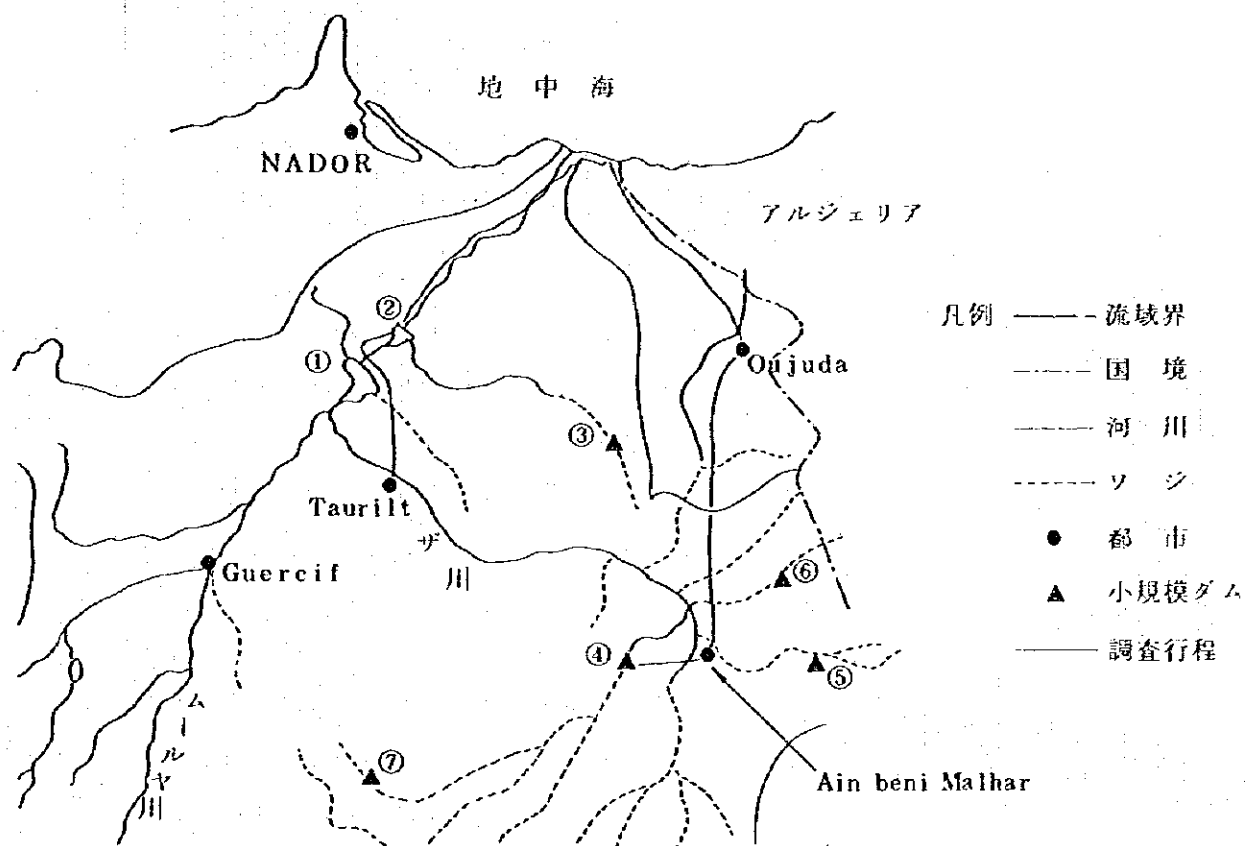 地中海
NADOR
アルジェリア
②
①
Oujuda
③
Taurilt
ザ川
Guercif
⑥
④
⑤
ムールヤ川
⑦
Ain beni Malhar
凡例
流域界
国境
河川
ソジ
都市
小規模ダム
調査行程